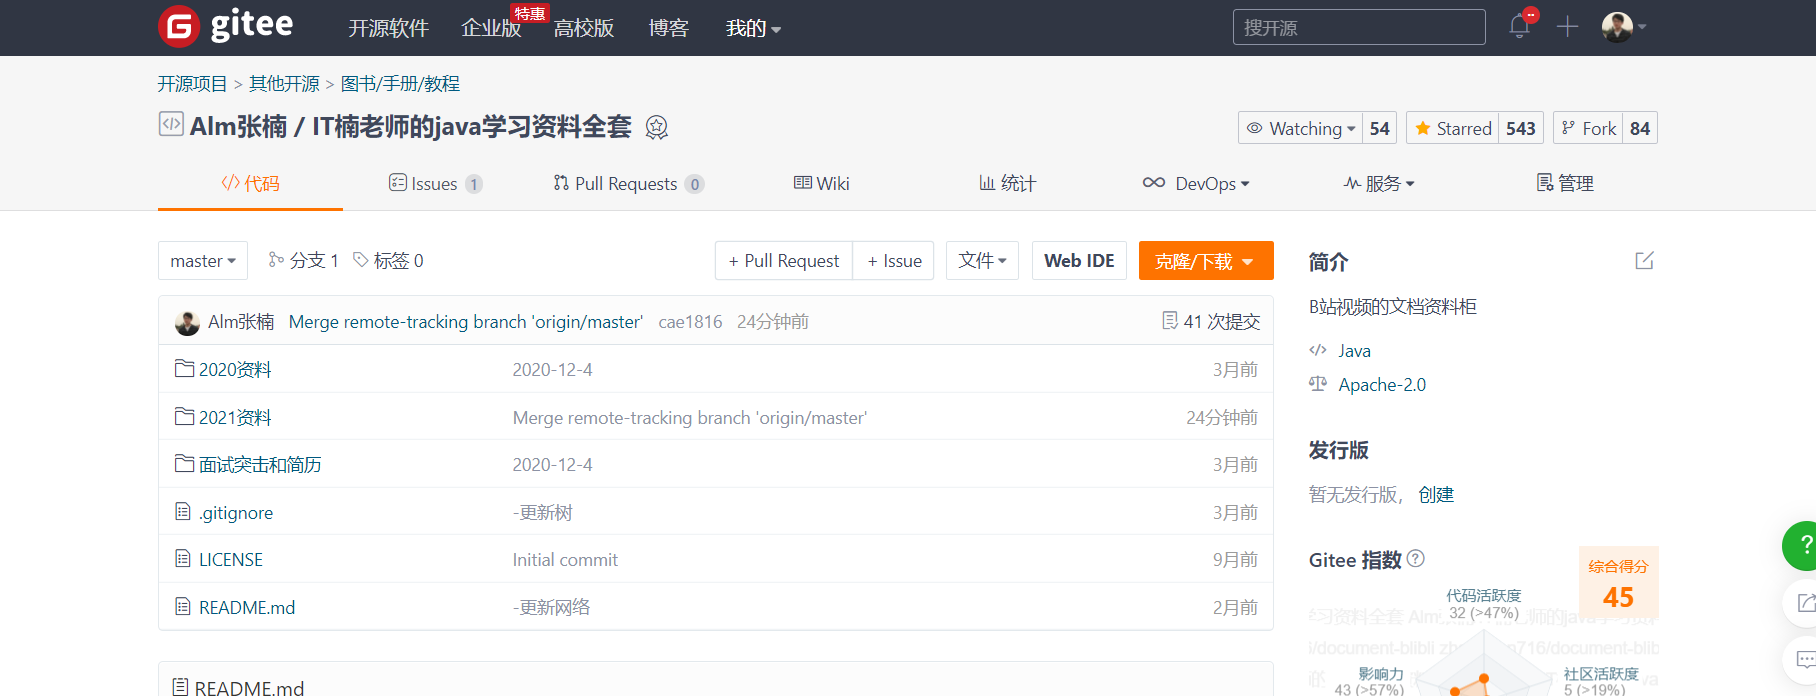 gitee 开源软件 企业版 特惠 高校版 博客 我的 搜开源
开源项目 > 其他开源 > 图书/手册/教程
Alm张楠 / IT楠老师的java学习资料全套 Watching 54 Starred 543 Fork 84
代码 Issues 1 Pull Requests 0 Wiki 统计 DevOps 服务 管理
master 分支 1 标签 0 + Pull Request + Issue 文件 Web IDE 克隆/下载
Alm张楠 Merge remote-tracking branch 'origin/master' cae1816 24分钟前 41 次提交
2020资料 2020-12-4 3月前
2021资料 Merge remote-tracking branch 'origin/master' 24分钟前
面试突击和简历 2020-12-4 3月前
.gitignore -更新树 3月前
LICENSE Initial commit 9月前
README.md -更新网络 2月前
README.md
简介
B站视频的文档资料柜
Java
Apache-2.0
发行版
暂无发行版， 创建
Gitee 指数 ?
综合得分
45
代码活跃度
32 (>47%)
影响力
43 (>57%)
社区活跃度
5 (>19%)
?